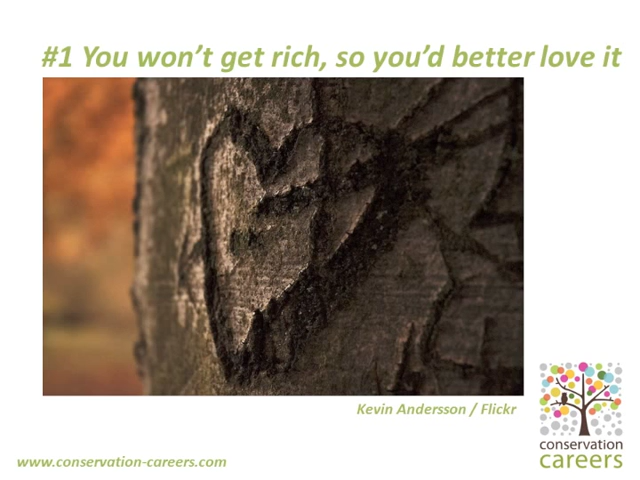 #1 You won't get rich, so you'd better love it
Kevin Andersson / Flickr
conservation
careers
www.conservation-careers.com